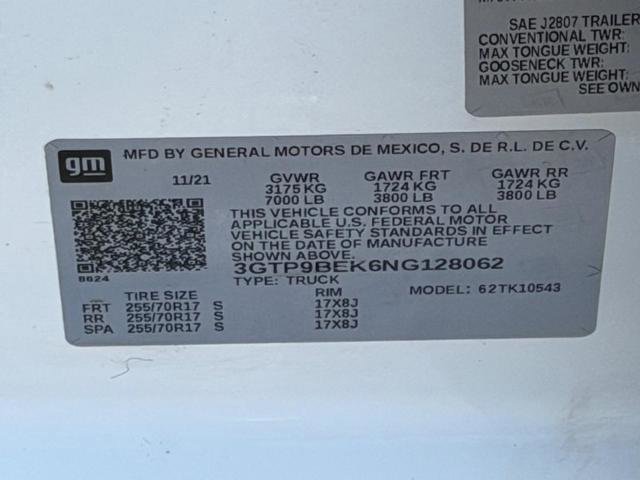 SAE J2807 TRAILER
CONVENTIONAL TWR:
MAX TONGUE WEIGHT:
GOOSENECK TWR:
MAX TONGUE WEIGHT:
SEE OWN
gm
MFD BY GENERAL MOTORS DE MEXICO, S. DE R.L. DE C.V.
11/21 GVWR GAWR FRT GAWR RR
3175 KG 1724 KG 1724 KG
7000 LB 3800 LB 3800 LB
THIS VEHICLE CONFORMS TO ALL
APPLICABLE U.S. FEDERAL MOTOR
VEHICLE SAFETY STANDARDS IN EFFECT
ON THE DATE OF MANUFACTURE
SHOWN ABOVE.
8624
3GTP9BEK6NG128062
TYPE: TRUCK MODEL: 62TK10543
TIRE SIZE RIM
FRT 255/70R17 S 17X8J
RR 255/70R17 S 17X8J
SPA 255/70R17 S 17X8J